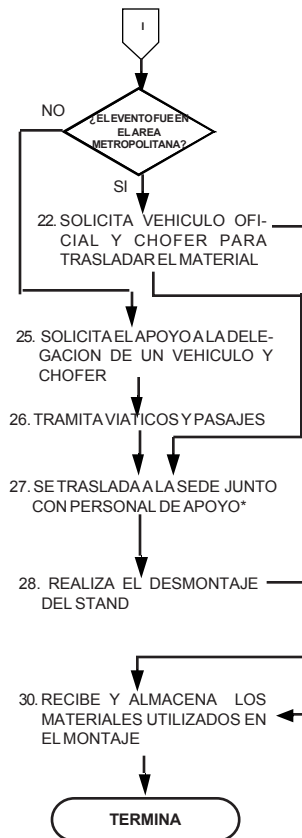 I
¿EL EVENTO FUE EN
EL AREA
METROPOLITANA?
NO
SI
22. SOLICITA VEHICULO OFI-
CIAL Y CHOFER PARA
TRASLADAR EL MATERIAL
25. SOLICITA EL APOYO A LA DELE-
GACION DE UN VEHICULO Y
CHOFER
26. TRAMITA VIATICOS Y PASAJES
27. SE TRASLADA A LA SEDE JUNTO
CON PERSONAL DE APOYO*
28. REALIZA EL DESMONTAJE
DEL STAND
30. RECIBE Y ALMACENA LOS
MATERIALES UTILIZADOS EN
EL MONTAJE
TERMINA